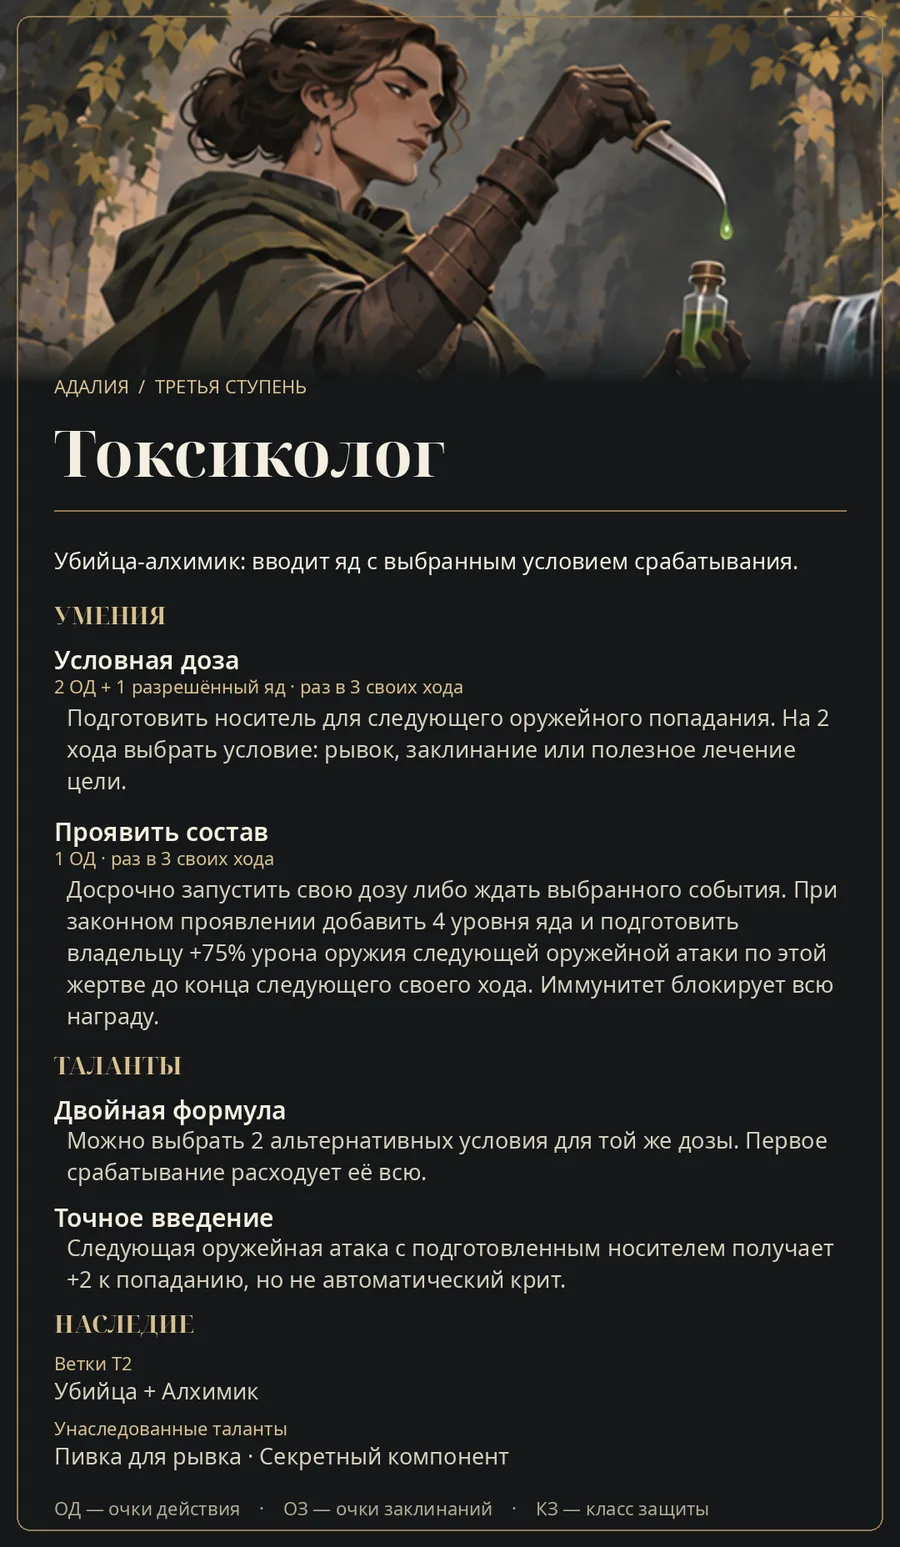 АДАЛИЯ / ТРЕТЬЯ СТУПЕНЬ
Токсиколог
Убийца-алхимик: вводит яд с выбранным условием срабатывания.
УМЕНИЯ
Условная доза
2 ОД + 1 разрешённый яд · раз в 3 своих хода
Подготовить носитель для следующего оружейного попадания. На 2
хода выбрать условие: рывок, заклинание или полезное лечение
цели.
Проявить состав
1 ОД · раз в 3 своих хода
Досрочно запустить свою дозу либо ждать выбранного события. При
законном проявлении добавить 4 уровня яда и подготовить
владельцу +75% урона оружия следующей оружейной атаки по этой
жертве до конца следующего своего хода. Иммунитет блокирует всю
награду.
ТАЛАНТЫ
Двойная формула
Можно выбрать 2 альтернативных условия для той же дозы. Первое
срабатывание расходует её всю.
Точное введение
Следующая оружейная атака с подготовленным носителем получает
+2 к попаданию, но не автоматический крит.
НАСЛЕДИЕ
Ветки Т2
Убийца + Алхимик
Унаследованные таланты
Пивка для рывка · Секретный компонент
ОД — очки действия · ОЗ — очки заклинаний · КЗ — класс защиты